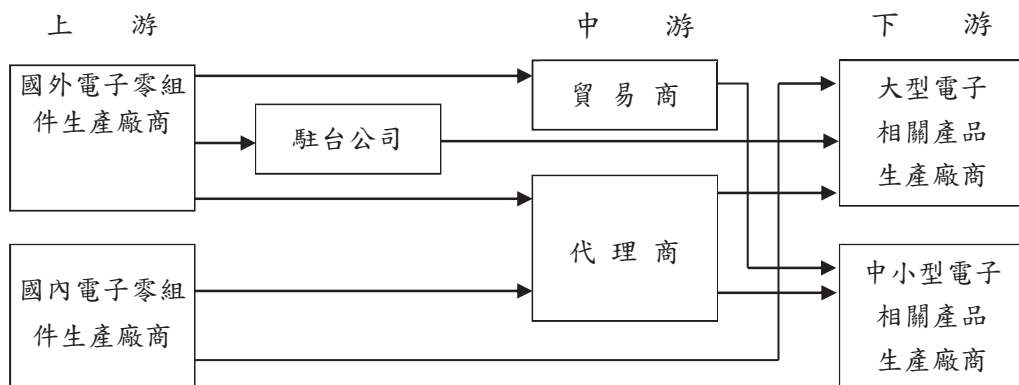 上 游
中 游
下 游
國外電子零組
件生產廠商
駐台公司
貿易商
代理商
大型電子
相關產品
生產廠商
國內電子零組
件生產廠商
中小型電子
相關產品
生產廠商